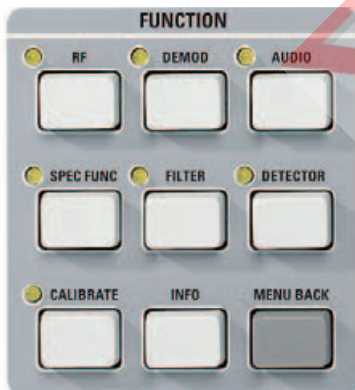 FUNCTION
RF DEMOD AUDIO
SPEC FUNC FILTER DETECTOR
CALIBRATE INFO MENU BACK